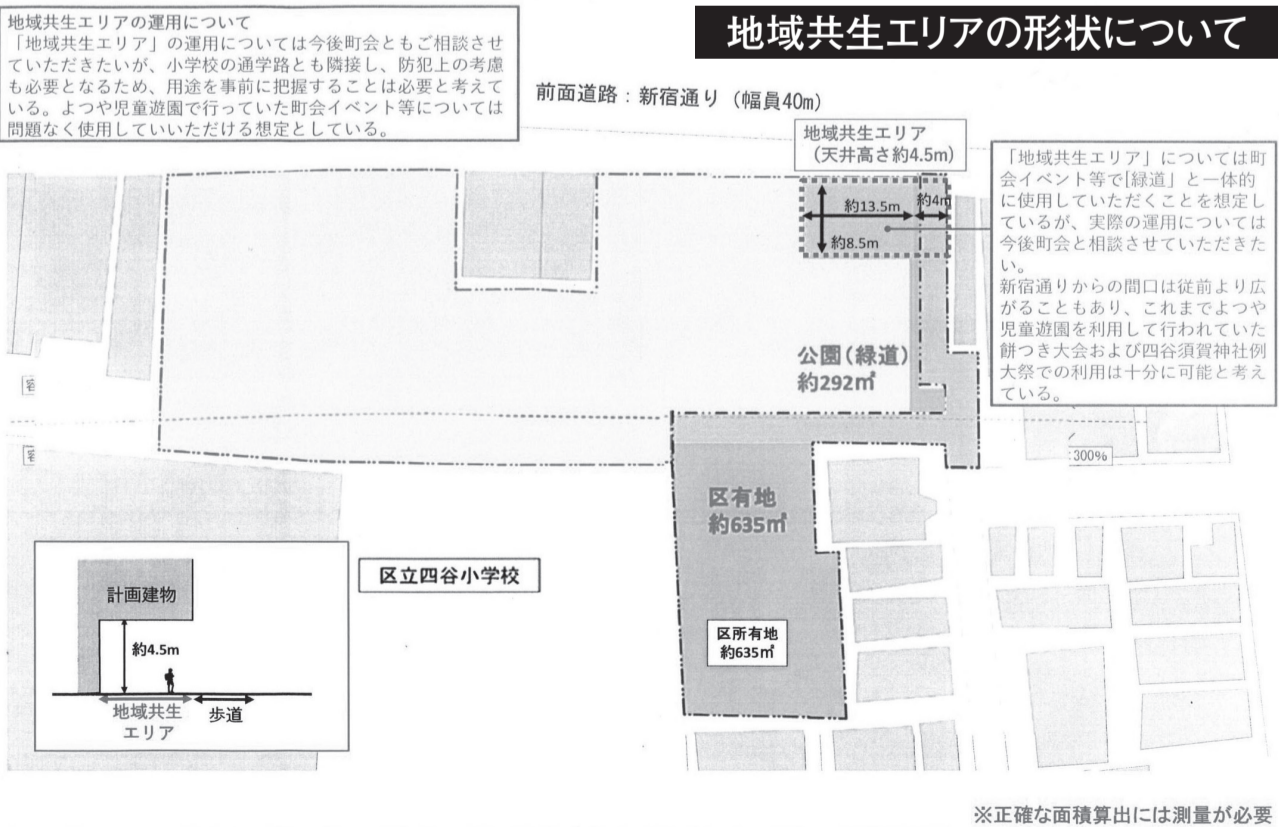 地域共生エリアの形状について
地域共生エリアの運用について
「地域共生エリア」の運用については今後町会ともご相談させ
ていただきたいが、小学校の通学路とも隣接し、防犯上の考慮
も必要となるため、用途を事前に把握することは必要と考えて
いる。よつや児童遊園で行っていた町会イベント等については
問題なく使用していいただける想定としている。
前面道路：新宿通り（幅員40m）
地域共生エリア
（天井高さ約4.5m）
約13.5m
約4m
約8.5m
「地域共生エリア」については町
会イベント等で[緑道」と一体的
に使用していただくことを想定し
ているが、実際の運用については
今後町会と相談させていただきた
い。
新宿通りからの間口は従前より広
がることもあり、これまでよつや
児童遊園を利用して行われていた
餅つき大会および四谷須賀神社例
大祭での利用は十分に可能と考え
ている。
公園（緑道）
約292㎡
300%
区有地
約635㎡
区所有地
約635㎡
区立四谷小学校
計画建物
約4.5m
地域共生
エリア
歩道
※正確な面積算出には測量が必要